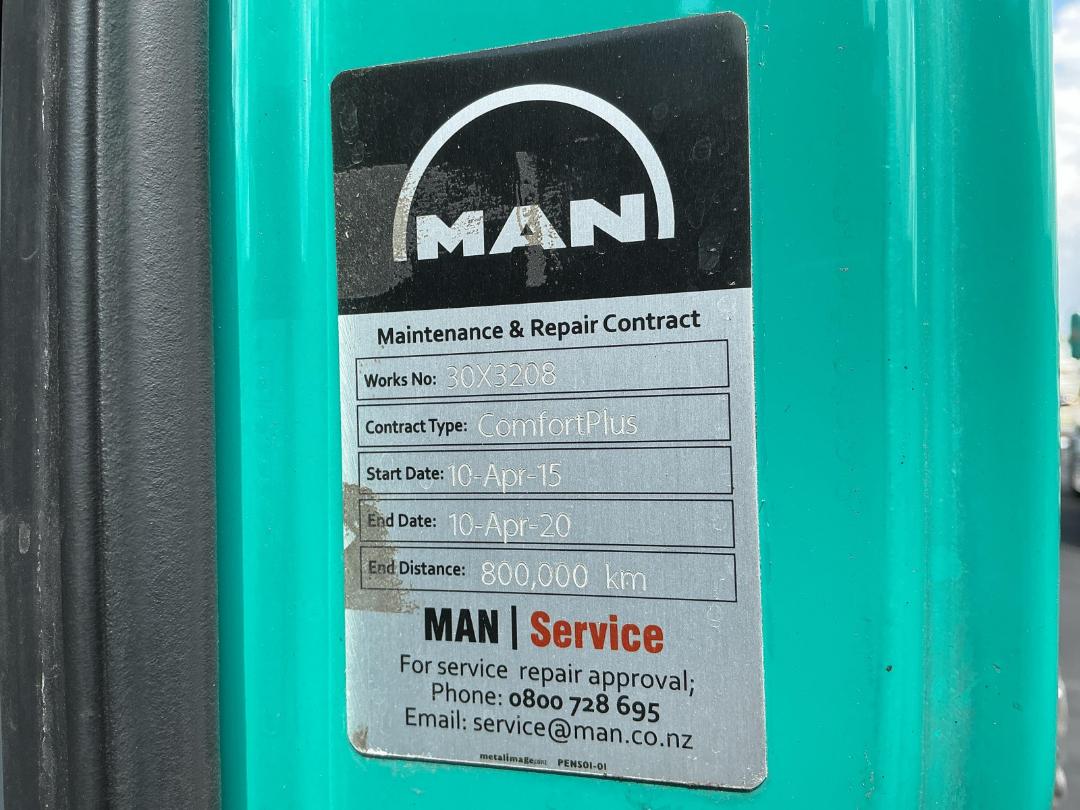 MAN
Maintenance & Repair Contract
Works No: 30X3208
Contract Type: ComfortPlus
Start Date: 10-Apr-15
End Date: 10-Apr-20
End Distance: 800,000 km
MAN | Service
For service repair approval;
Phone: 0800 728 695
Email: service@man.co.nz
metalimage.com PENS01-01